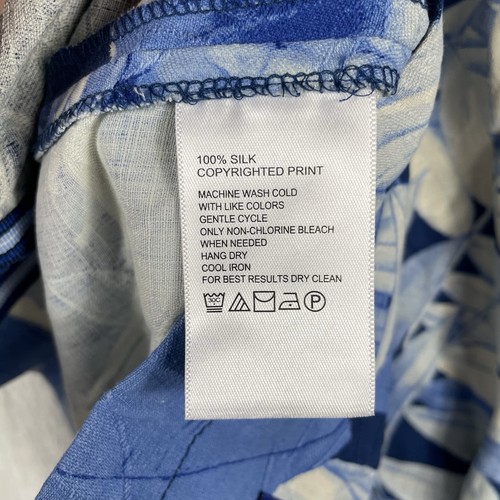 100% SILK
COPYRIGHTED PRINT
MACHINE WASH COLD
WITH LIKE COLORS
GENTLE CYCLE
ONLY NON-CHLORINE BLEACH
WHEN NEEDED
HANG DRY
COOL IRON
FOR BEST RESULTS DRY CLEAN
P